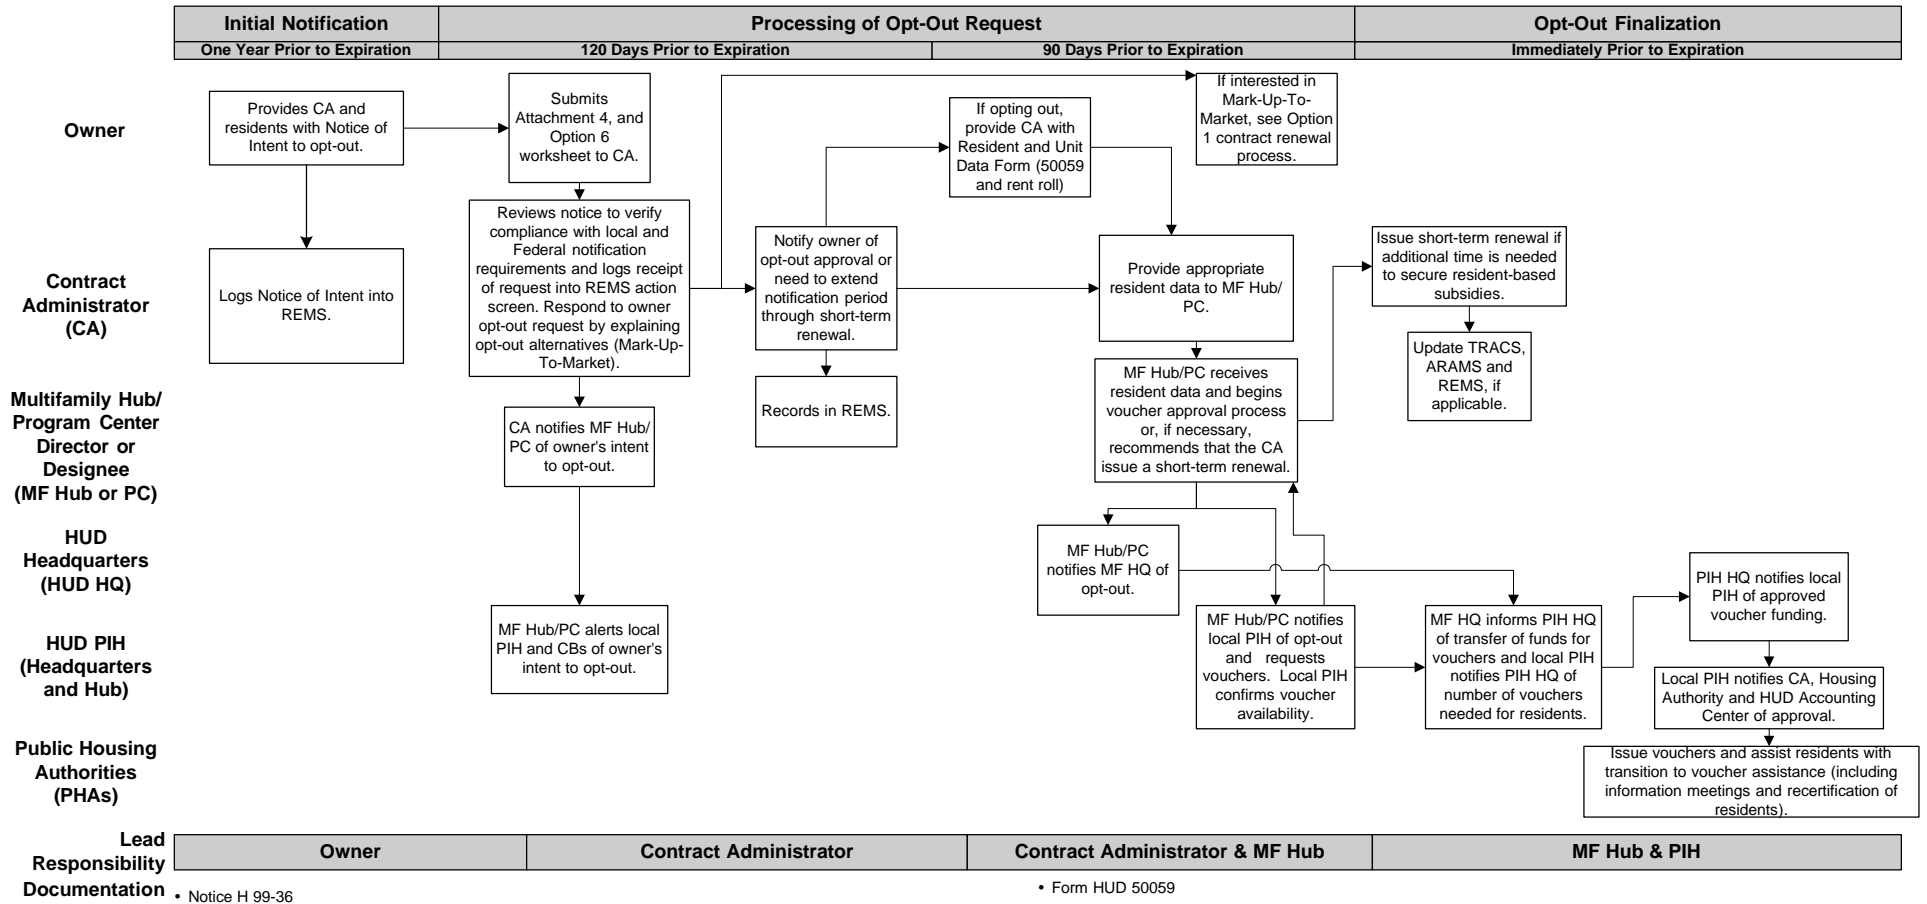 Initial Notification
Processing of Opt-Out Request
Opt-Out Finalization
One Year Prior to Expiration
120 Days Prior to Expiration
90 Days Prior to Expiration
Immediately Prior to Expiration
Owner
Provides CA and
residents with Notice of
Intent to opt-out.
Submits
Attachment 4, and
Option 6
worksheet to CA.
If opting out,
provide CA with
Resident and Unit
Data Form (50059
and rent roll)
If interested in
Mark-Up-To-
Market, see Option
1 contract renewal
process.
Contract
Administrator
(CA)
Logs Notice of Intent into
REMS.
Reviews notice to verify
compliance with local and
Federal notification
requirements and logs receipt
of request into REMS action
screen. Respond to owner
opt-out request by explaining
opt-out alternatives (Mark-Up-
To-Market).
Notify owner of
opt-out approval or
need to extend
notification period
through short-term
renewal.
Provide appropriate
resident data to MF Hub/
PC.
Issue short-term renewal if
additional time is needed
to secure resident-based
subsidies.
Update TRACS,
ARAMS and
REMS, if
applicable.
Multifamily Hub/
Program Center
Director or
Designee
(MF Hub or PC)
CA notifies MF Hub/
PC of owner's intent
to opt-out.
Records in REMS.
MF Hub/PC receives
resident data and begins
voucher approval process
or, if necessary,
recommends that the CA
issue a short-term renewal.
HUD
Headquarters
(HUD HQ)
MF Hub/PC
notifies MF HQ of
opt-out.
PIH HQ notifies local
PIH of approved
voucher funding.
HUD PIH
(Headquarters
and Hub)
MF Hub/PC alerts local
PIH and CBs of owner's
intent to opt-out.
MF Hub/PC notifies
local PIH of opt-out
and requests
vouchers. Local PIH
confirms voucher
availability.
MF HQ informs PIH HQ
of transfer of funds for
vouchers and local PIH
notifies PIH HQ of
number of vouchers
needed for residents.
Local PIH notifies CA, Housing
Authority and HUD Accounting
Center of approval.
Public Housing
Authorities
(PHAs)
Issue vouchers and assist residents with
transition to voucher assistance (including
information meetings and recertification of
residents).
Lead
Responsibility
Owner
Contract Administrator
Contract Administrator & MF Hub
MF Hub & PIH
Documentation
• Notice H 99-36
• Form HUD 50059